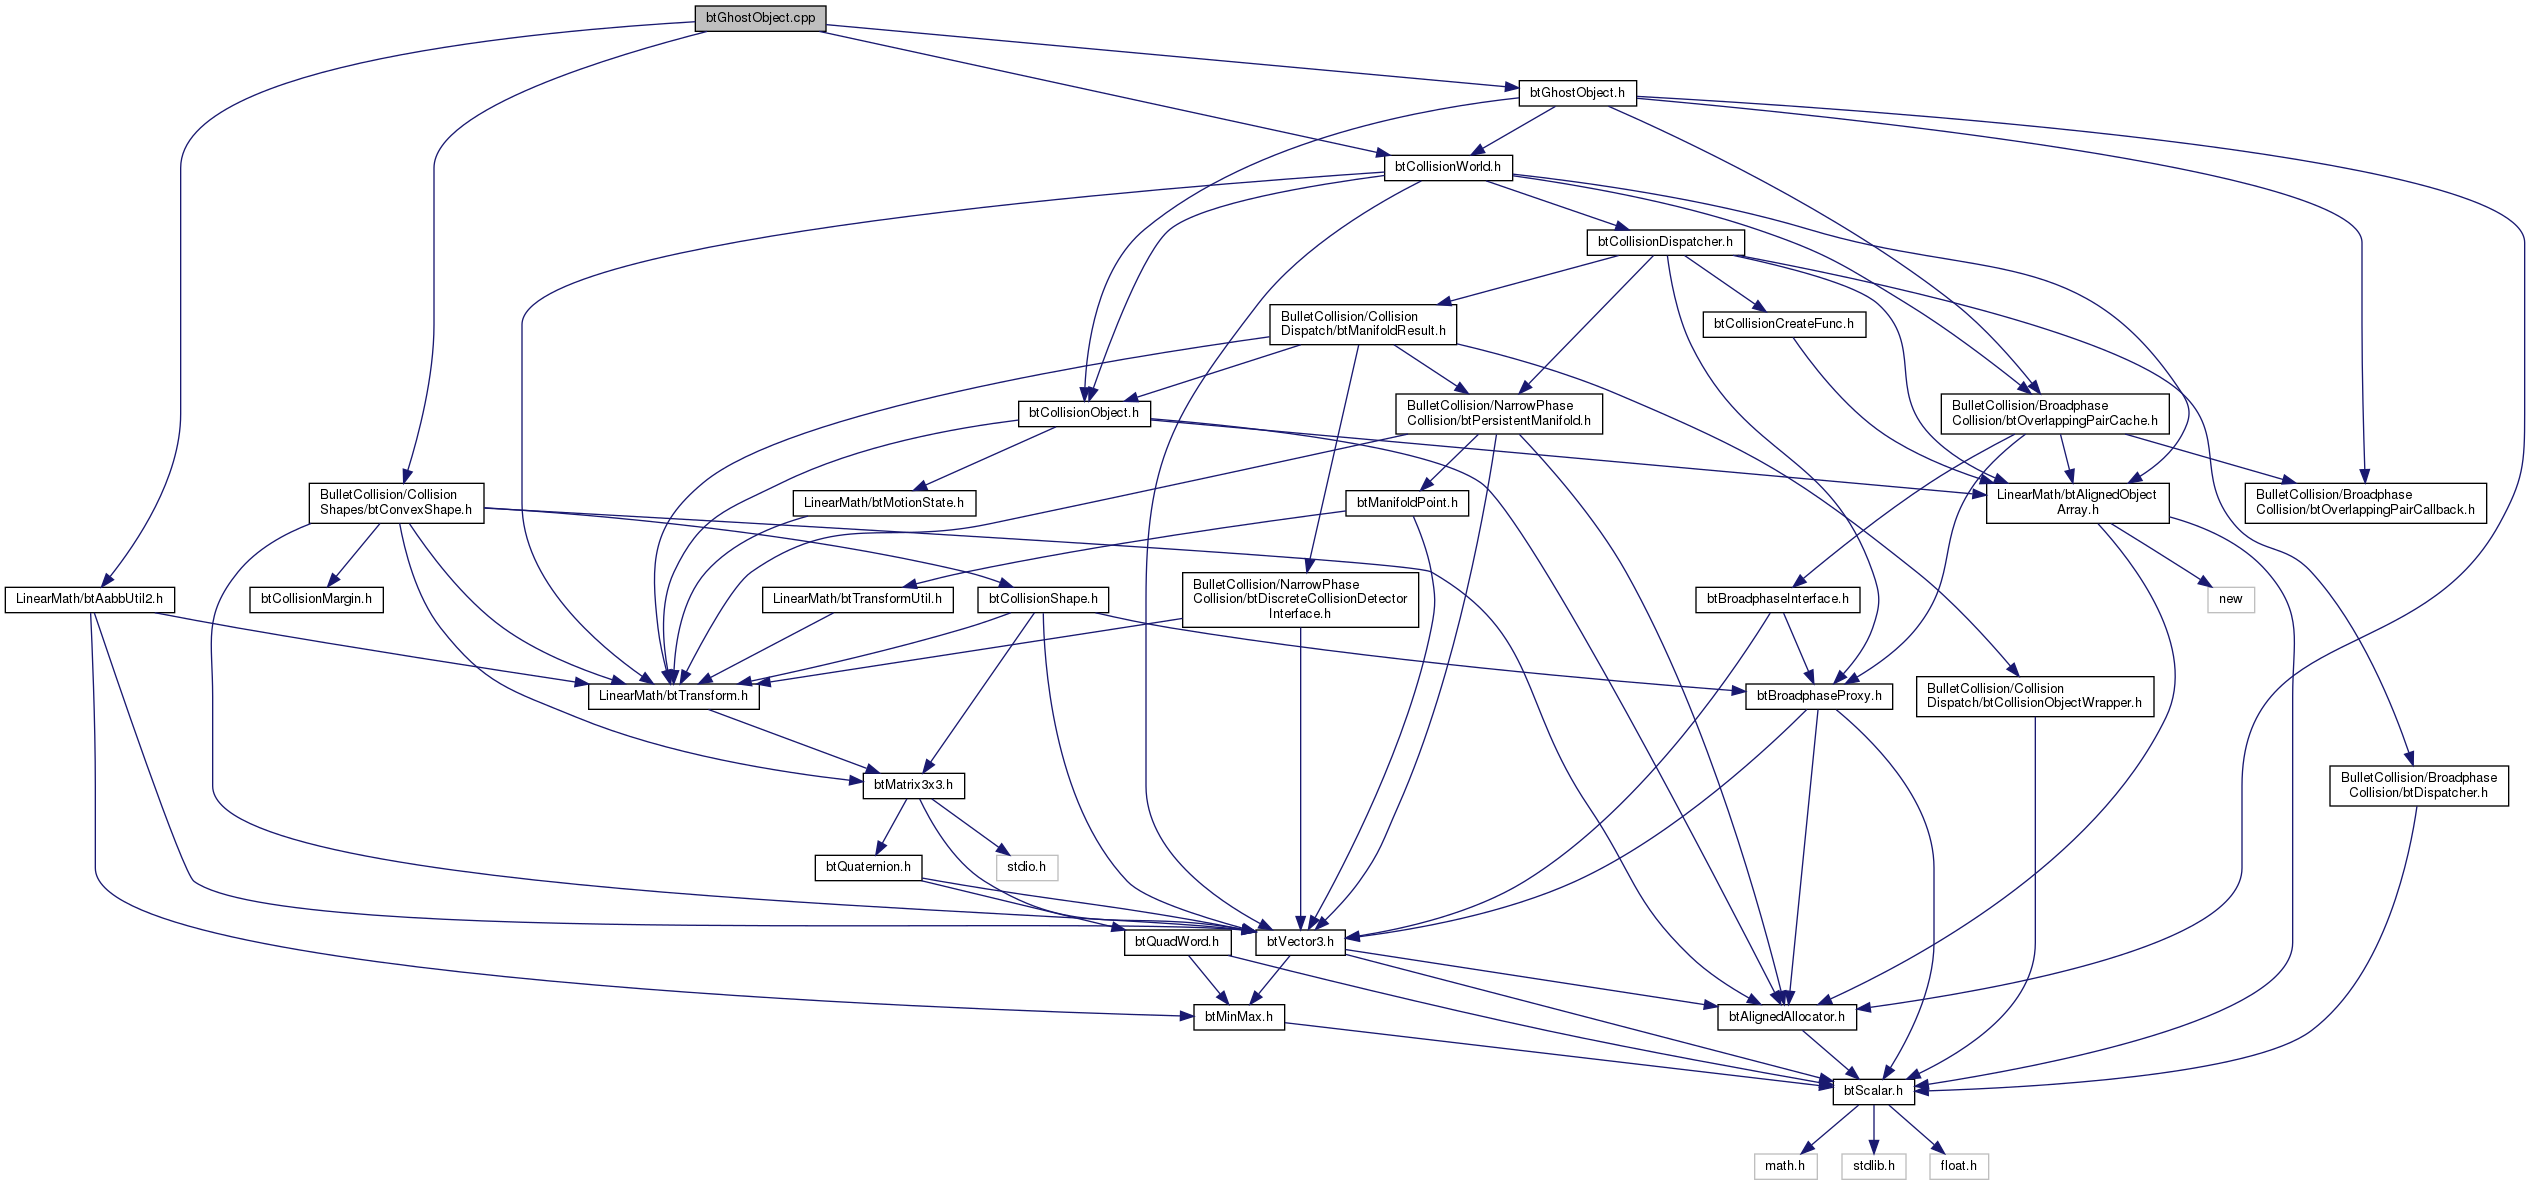 btGhostObject.cpp
btGhostObject.h
btCollisionWorld.h
btCollisionDispatcher.h
BulletCollision/Collision
Dispatch/btManifoldResult.h
btCollisionCreateFunc.h
btCollisionObject.h
BulletCollision/NarrowPhase
Collision/btPersistentManifold.h
BulletCollision/Broadphase
Collision/btOverlappingPairCache.h
BulletCollision/Collision
Shapes/btConvexShape.h
LinearMath/btMotionState.h
btManifoldPoint.h
LinearMath/btAlignedObject
Array.h
BulletCollision/Broadphase
Collision/btOverlappingPairCallback.h
LinearMath/btAabbUtil2.h
btCollisionMargin.h
LinearMath/btTransformUtil.h
btCollisionShape.h
BulletCollision/NarrowPhase
Collision/btDiscreteCollisionDetector
Interface.h
btBroadphaseInterface.h
new
LinearMath/btTransform.h
btBroadphaseProxy.h
BulletCollision/Collision
Dispatch/btCollisionObjectWrapper.h
btMatrix3x3.h
BulletCollision/Broadphase
Collision/btDispatcher.h
btQuaternion.h
stdio.h
btQuadWord.h
btVector3.h
btMinMax.h
btAlignedAllocator.h
btScalar.h
math.h
stdlib.h
float.h